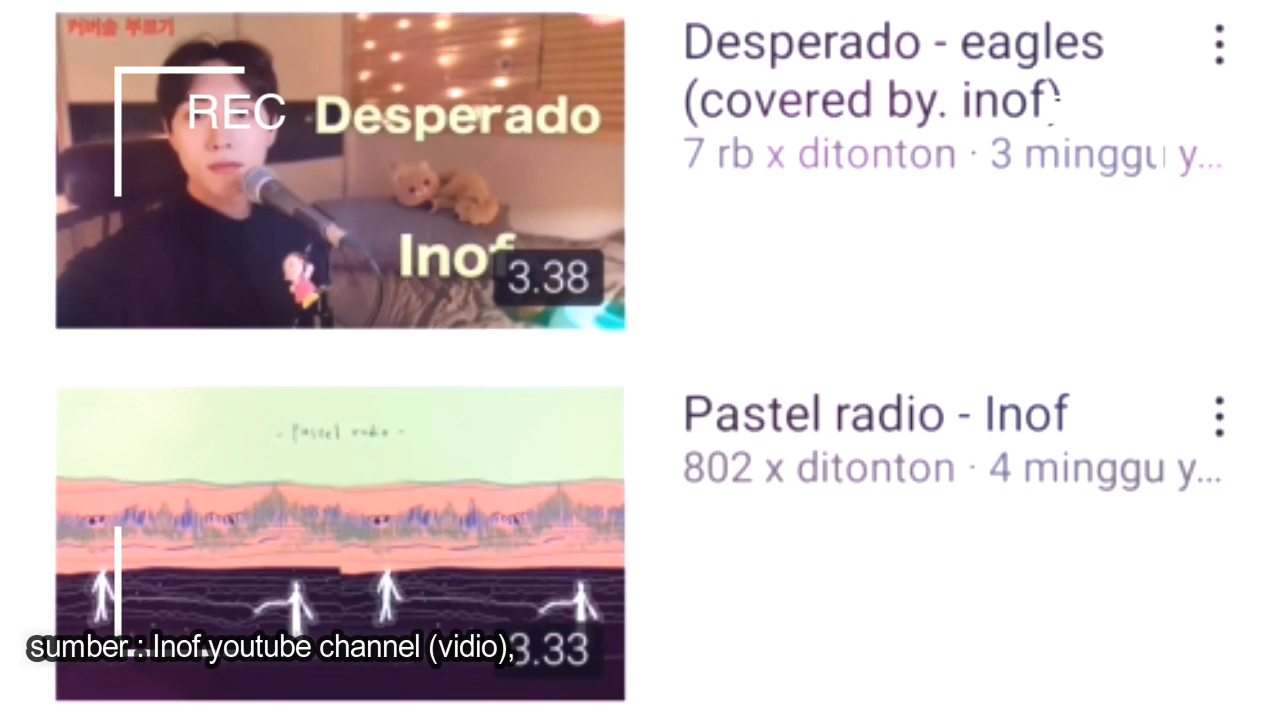 커버송 부르기
REC
Desperado
Inof
3.38
Desperado - eagles
(covered by. inof)
7 rb x ditonton · 3 minggu y...
- Pastel radio -
3.33
Pastel radio - Inof
802 x ditonton · 4 minggu y...
sumber : Inof youtube channel (vidio),